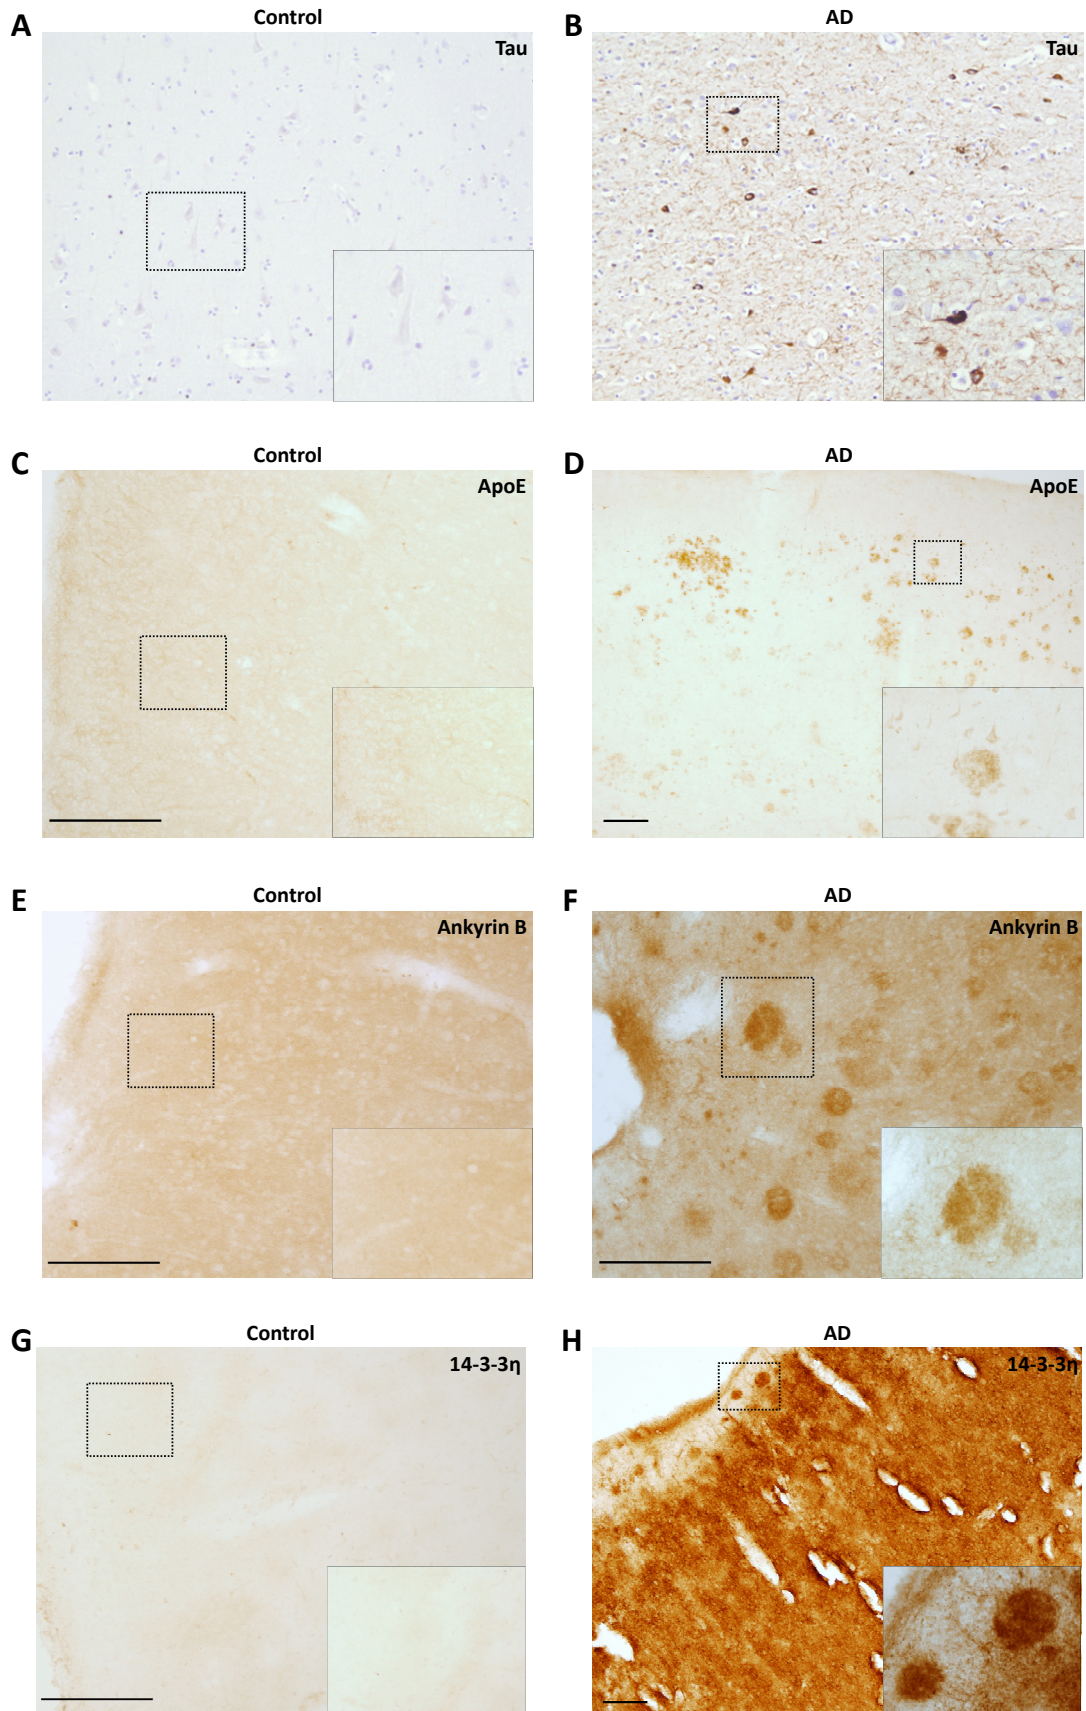 A
Control
Tau
B
AD
Tau
C
Control
ApoE
D
AD
ApoE
E
Control
Ankyrin B
F
AD
Ankyrin B
G
Control
14-3-3η
H
AD
14-3-3η